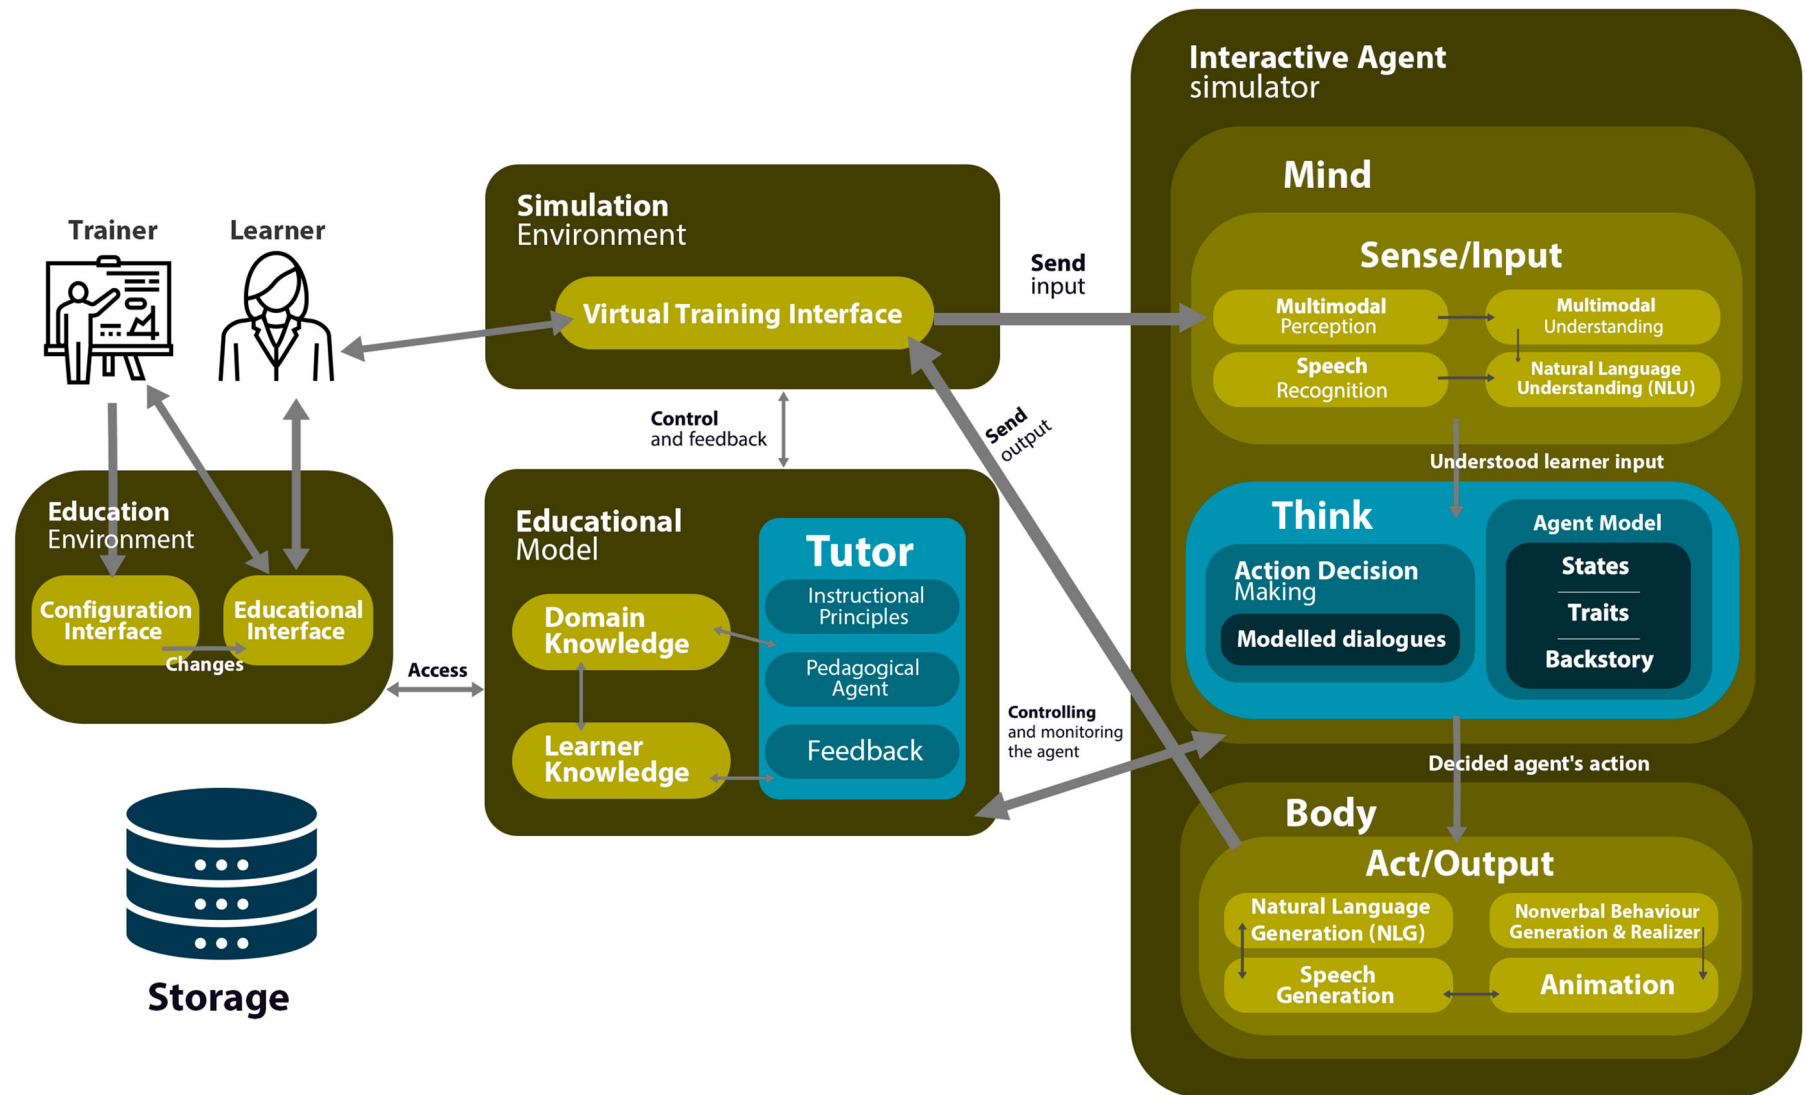 Trainer
Learner
Education
Environment
Configuration
Interface
Educational
Interface
Changes
Storage
Access
Simulation
Environment
Virtual Training Interface
Control
and feedback
Educational
Model
Domain
Knowledge
Learner
Knowledge
Tutor
Instructional
Principles
Pedagogical
Agent
Feedback
Send
input
Send
output
Controlling
and monitoring
the agent
Interactive Agent
simulator
Mind
Sense/Input
Multimodal
Perception
Multimodal
Understanding
Speech
Recognition
Natural Language
Understanding (NLU)
Understood learner input
Think
Action Decision
Making
Modelled dialogues
Agent Model
States
Traits
Backstory
Decided agent's action
Body
Act/Output
Natural Language
Generation (NLG)
Nonverbal Behaviour
Generation & Realizer
Speech
Generation
Animation